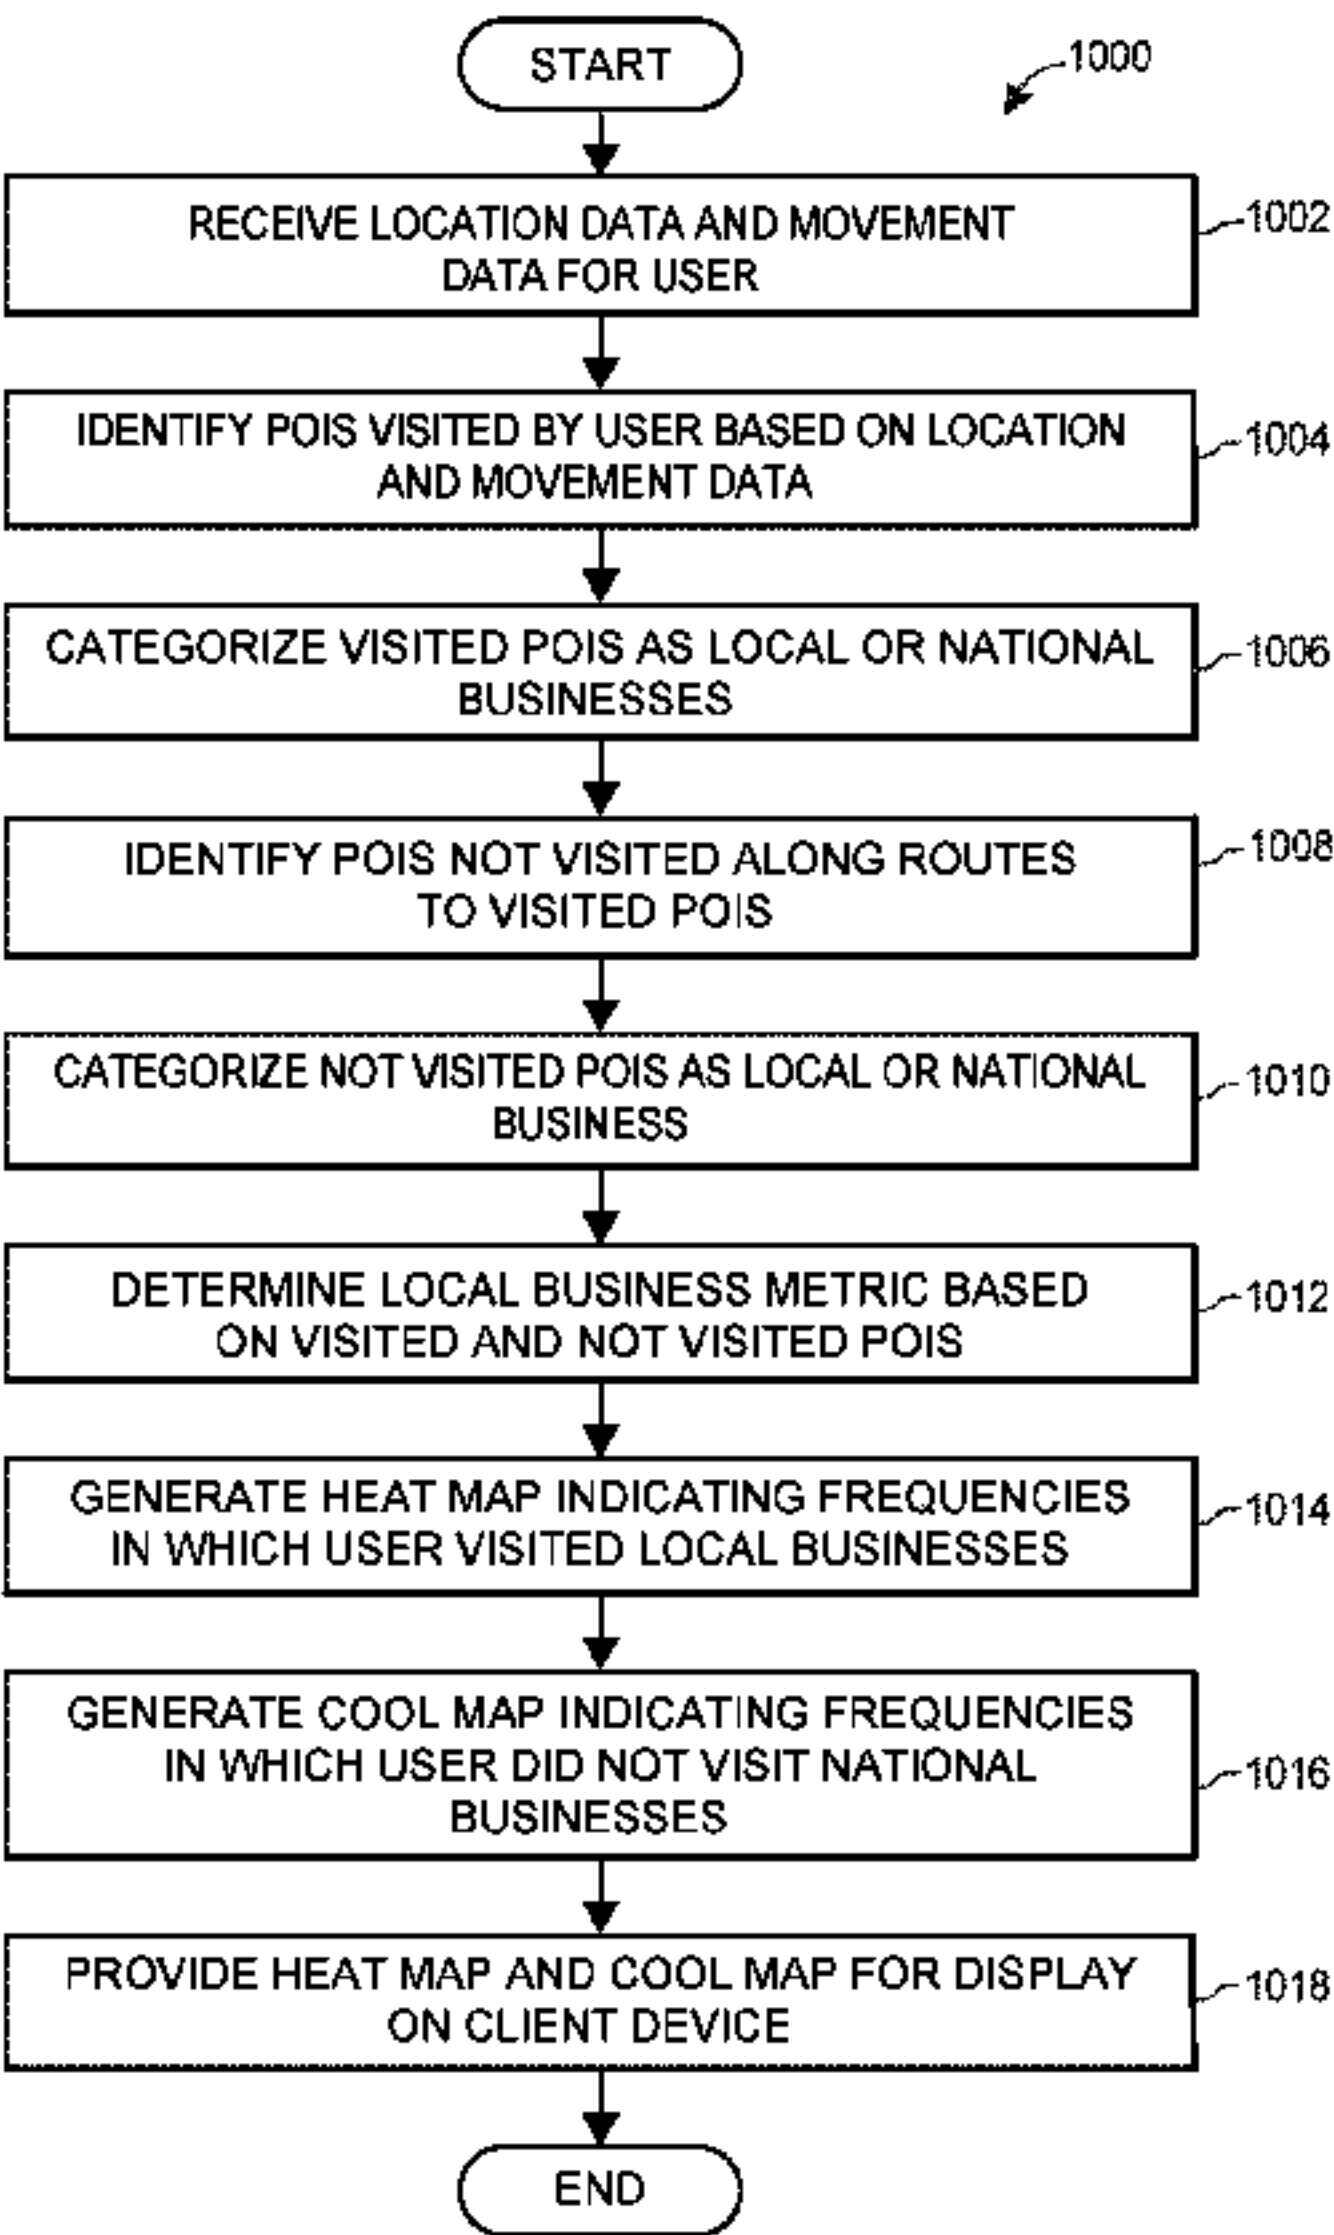 START
1000
RECEIVE LOCATION DATA AND MOVEMENT
DATA FOR USER
1002
IDENTIFY POIS VISITED BY USER BASED ON LOCATION
AND MOVEMENT DATA
1004
CATEGORIZE VISITED POIS AS LOCAL OR NATIONAL
BUSINESSES
1006
IDENTIFY POIS NOT VISITED ALONG ROUTES
TO VISITED POIS
1008
CATEGORIZE NOT VISITED POIS AS LOCAL OR NATIONAL
BUSINESS
1010
DETERMINE LOCAL BUSINESS METRIC BASED
ON VISITED AND NOT VISITED POIS
1012
GENERATE HEAT MAP INDICATING FREQUENCIES
IN WHICH USER VISITED LOCAL BUSINESSES
1014
GENERATE COOL MAP INDICATING FREQUENCIES
IN WHICH USER DID NOT VISIT NATIONAL
BUSINESSES
1016
PROVIDE HEAT MAP AND COOL MAP FOR DISPLAY
ON CLIENT DEVICE
1018
END